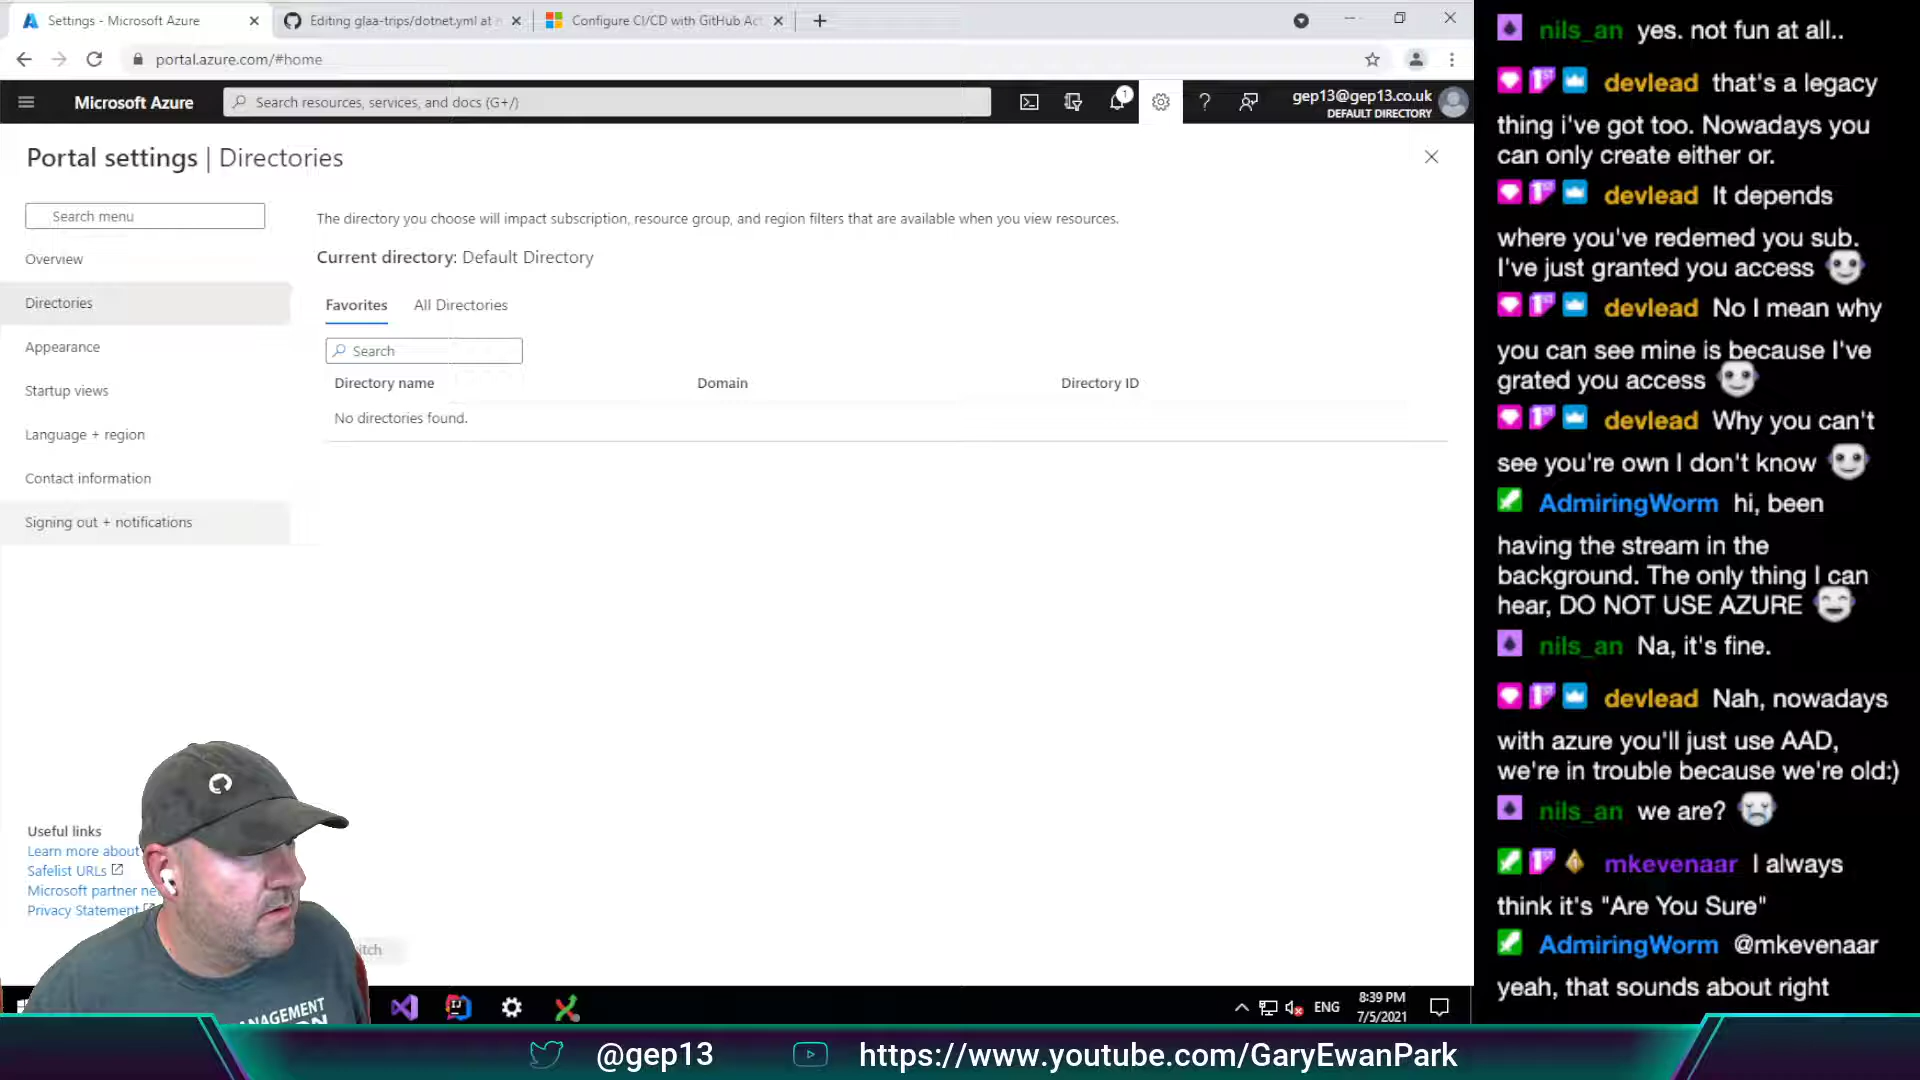 Settings - Microsoft Azure
Editing glaa-trips/dotnet.yml at
Configure CI/CD with GitHub Act
portal.azure.com/#home
Microsoft Azure
Search resources, services, and docs (G+/)
1
gep13@gep13.co.uk
DEFAULT DIRECTORY
Portal settings | Directories
Search menu
Overview
Directories
Appearance
Startup views
Language + region
Contact information
Signing out + notifications
Useful links
Learn more about
Safelist URLs
Microsoft partner ne
Privacy Statement
The directory you choose will impact subscription, resource group, and region filters that are available when you view resources.
Current directory: Default Directory
Favorites
All Directories
Search
Directory name
Domain
Directory ID
No directories found.
itch
ANAGEMENT
ENG
8:39 PM
7/5/2021
@gep13
https://www.youtube.com/GaryEwanPark
nils_an yes. not fun at all..
devlead that's a legacy
thing i've got too. Nowadays you
can only create either or.
devlead It depends
where you've redemed you sub.
I've just granted you access
devlead No I mean why
you can see mine is because I've
grated you access
devlead Why you can't
see you're own I don't know
AdmiringWorm hi, been
having the stream in the
background. The only thing I can
hear, DO NOT USE AZURE
nils_an Na, it's fine.
devlead Nah, nowadays
with azure you'll just use AAD,
we're in trouble because we're old:)
nils_an we are?
mkevenaar I always
think it's "Are You Sure"
AdmiringWorm @mkevenaar
yeah, that sounds about right